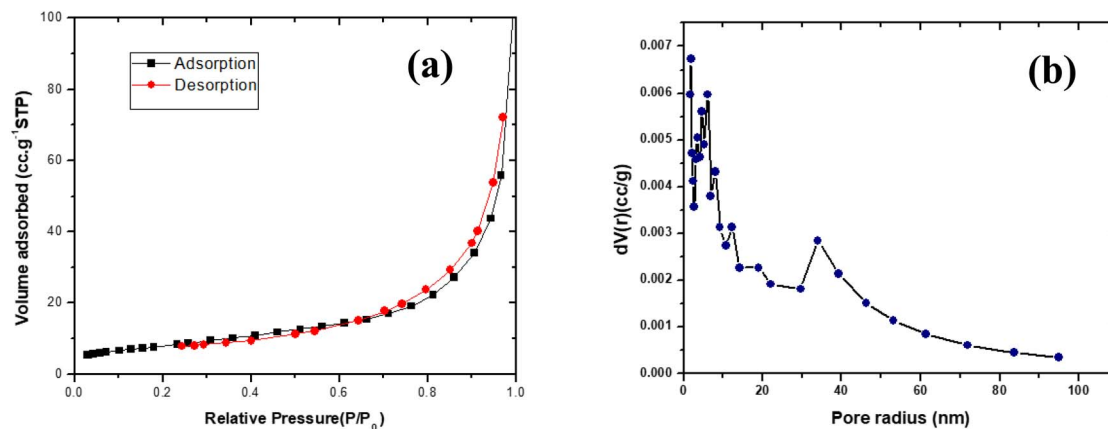 (a)
Adsorption
Desorption
Volume adsorbed (cc.g⁻¹STP)
100
80
60
40
20
0
0.0 0.2 0.4 0.6 0.8 1.0
Relative Pressure(P/P₀)
(b)
dV(r)(cc/g)
0.007
0.006
0.005
0.004
0.003
0.002
0.001
0.000
0 20 40 60 80 100
Pore radius (nm)